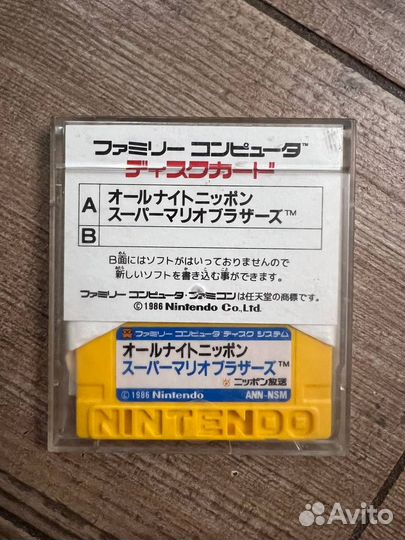 ファミリー コンピュータ™
ディスクカード
A オールナイトニッポン
スーパーマリオブラザーズ™
B
B面にはソフトがはいっておりませんので
新しいソフトを書き込む事ができます。
ファミリー コンピュータ・ファミコンは任天堂の商標です。
©1986 Nintendo Co.,Ltd.
ファミリー コンピュータ ディスク システム
オールナイトニッポン
スーパーマリオブラザーズ™
ニッポン放送
©1986 Nintendo ANN-NSM
NINTENDO
Avito